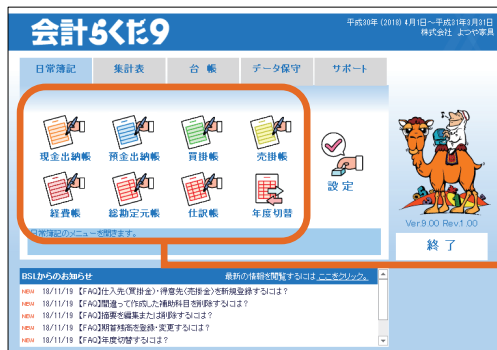 会計らくだ9
平成30年 (2018) 4月1日～平成31年3月31日
株式会社 よつや家具
日常簿記 集計表 台 帳 データ保守 サポート
現金出納帳 預金出納帳 買掛帳 売掛帳
設 定
経費帳 総勘定元帳 仕訳帳 年度切替
日常簿記のメニューを開きます。
Ver.9.00 Rev.1.00
終 了
BSLからのお知らせ 最新の情報を閲覧するには ここをクリック。
NEW 18/11/19 【FAQ】仕入先(買掛金)・得意先(売掛金)を新規登録するには？
NEW 18/11/19 【FAQ】間違って作成した補助科目を削除するには？
NEW 18/11/19 【FAQ】摘要を編集または削除するには？
NEW 18/11/19 【FAQ】期首残高を登録・変更するには？
NEW 18/11/19 【FAQ】年度切替するには？